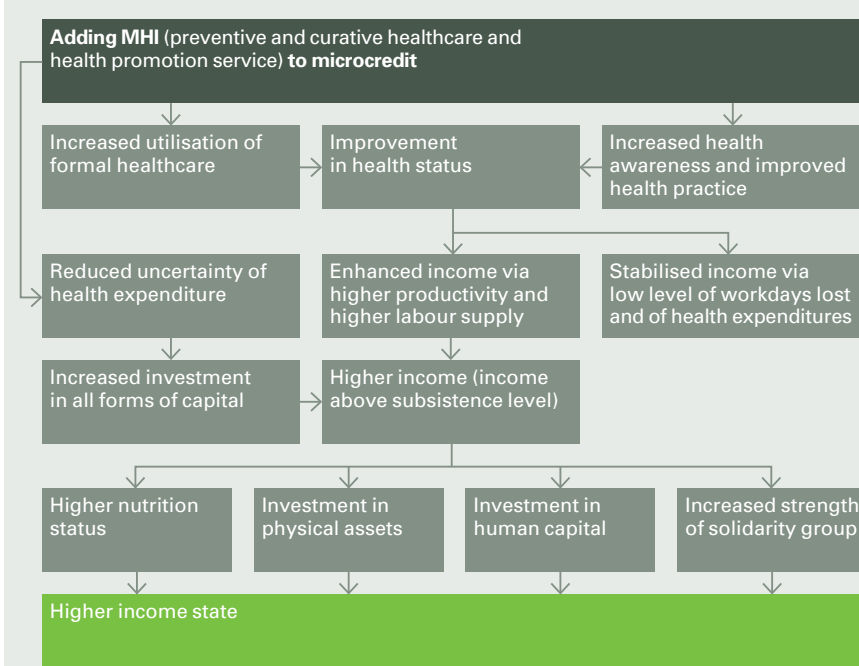 Adding MHI (preventive and curative healthcare and
health promotion service) to microcredit
Increased utilisation of
formal healthcare
Improvement
in health status
Increased health
awareness and improved
health practice
Reduced uncertainty of
health expenditure
Enhanced income via
higher productivity and
higher labour supply
Stabilised income via
low level of workdays lost
and of health expenditures
Increased investment
in all forms of capital
Higher income (income
above subsistence level)
Higher nutrition
status
Investment in
physical assets
Investment in
human capital
Increased strength
of solidarity group
Higher income state